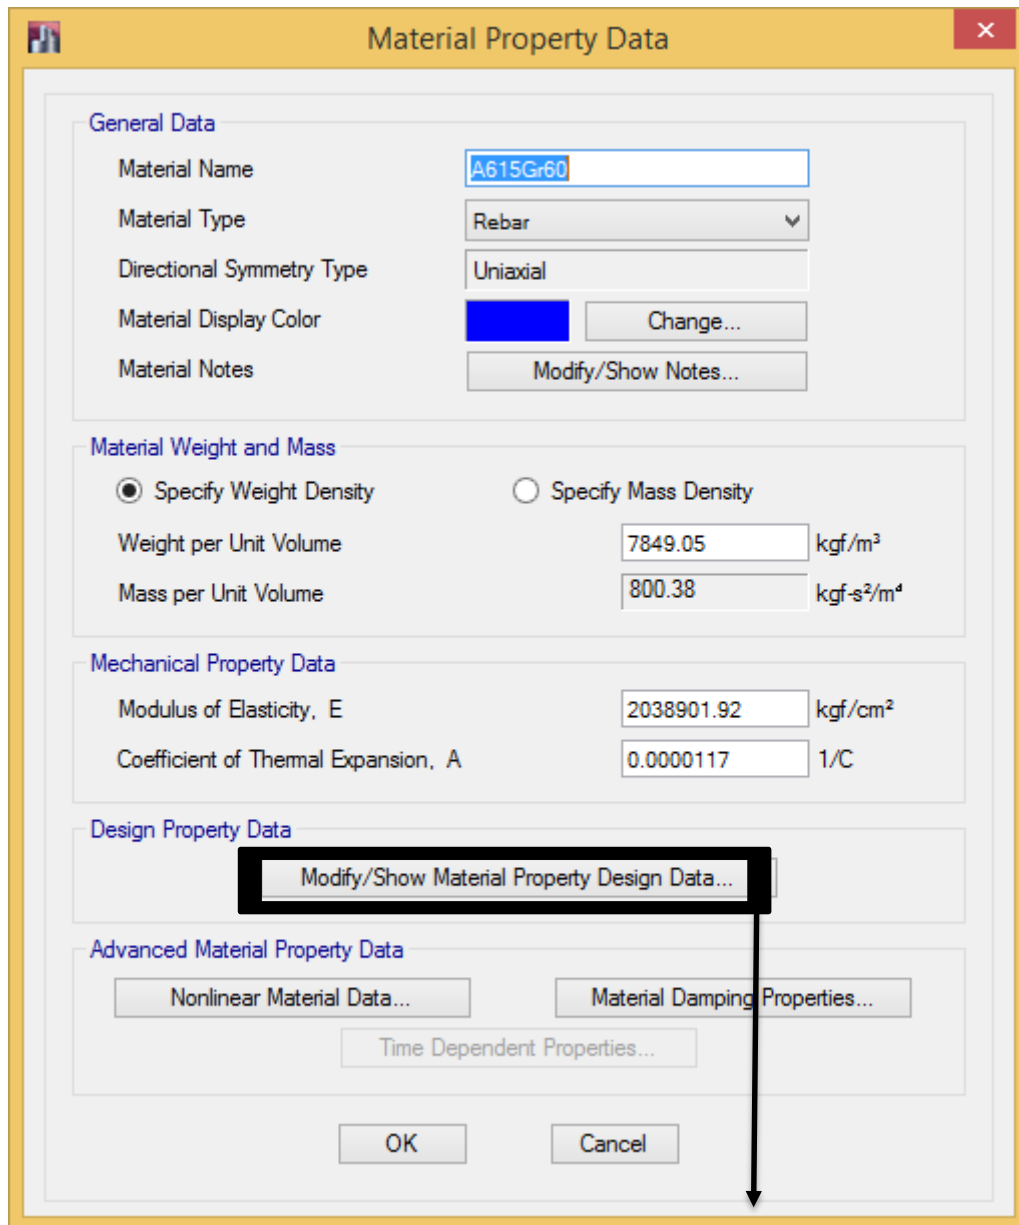 Material Property Data
General Data
Material Name A615Gr60
Material Type Rebar
Directional Symmetry Type Uniaxial
Material Display Color Change...
Material Notes Modify/Show Notes...
Material Weight and Mass
Specify Weight Density Specify Mass Density
Weight per Unit Volume 7849.05 kgf/m³
Mass per Unit Volume 800.38 kgf-s²/m⁴
Mechanical Property Data
Modulus of Elasticity, E 2038901.92 kgf/cm²
Coefficient of Thermal Expansion, A 0.0000117 1/C
Design Property Data
Modify/Show Material Property Design Data...
Advanced Material Property Data
Nonlinear Material Data... Material Damping Properties...
Time Dependent Properties...
OK Cancel